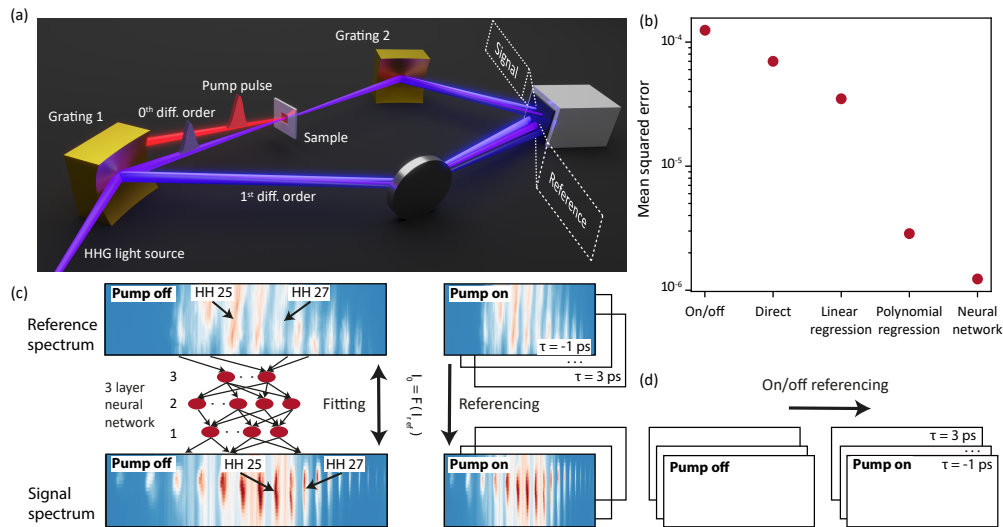 (a)
Grating 2
Pump pulse
0th diff. order
Grating 1
Sample
1st diff. order
HHG light source
Signal
Reference
(b)
Mean squared error
10-4
10-5
10-6
On/off
Direct
Linear
regression
Polynomial
regression
Neural
network
(c)
Pump off
HH 25
HH 27
Reference
spectrum
Pump on
τ = -1 ps
...
τ = 3 ps
3 layer
neural
network
3
2
1
Fitting
I0 = F ( Iref )
Referencing
Pump off
HH 25
HH 27
Signal
spectrum
Pump on
(d)
On/off referencing
Pump off
τ = 3 ps
...
Pump on
τ = -1 ps